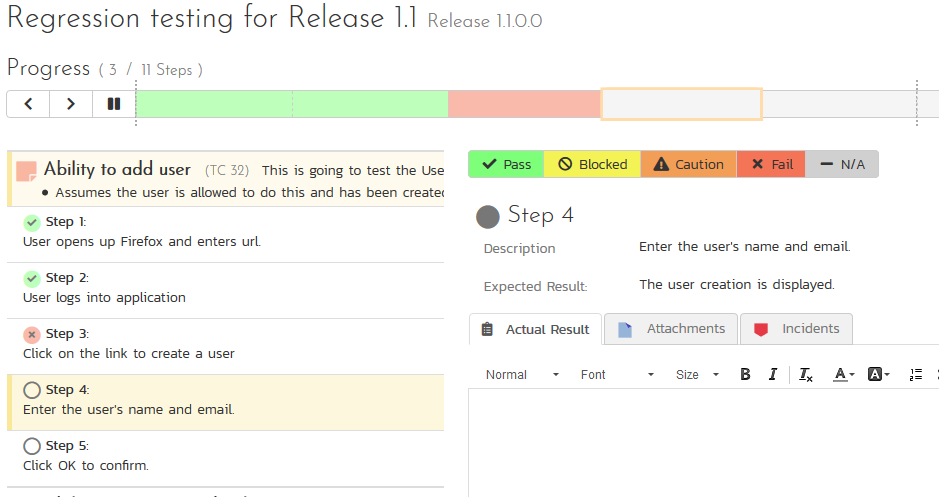 Regression testing for Release 1.1 Release 1.1.0.0
Progress ( 3 / 11 Steps )
Ability to add user (TC 32) This is going to test the Use
• Assumes the user is allowed to do this and has been created
Step 1:
User opens up Firefox and enters url.
Step 2:
User logs into application
Step 3:
Click on the link to create a user
Step 4:
Enter the user's name and email.
Step 5:
Click OK to confirm.
Pass Blocked Caution Fail N/A
Step 4
Description Enter the user's name and email.
Expected Result: The user creation is displayed.
Actual Result Attachments Incidents
Normal Font Size B I Tx A A